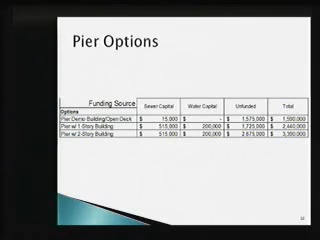 Pier Options
Funding Source Sewer Capital Water Capital Unfunded Total
Options
Pier Demo Building/Open Deck $ 15,000 $ - $ 1,575,000 $ 1,590,000
Pier w/ 1-Story Building $ 515,000 200,000 $ 1,725,000 $ 2,440,000
Pier w/ 2-Story Building $ 515,000 200,000 $ 2,675,000 $ 3,390,000